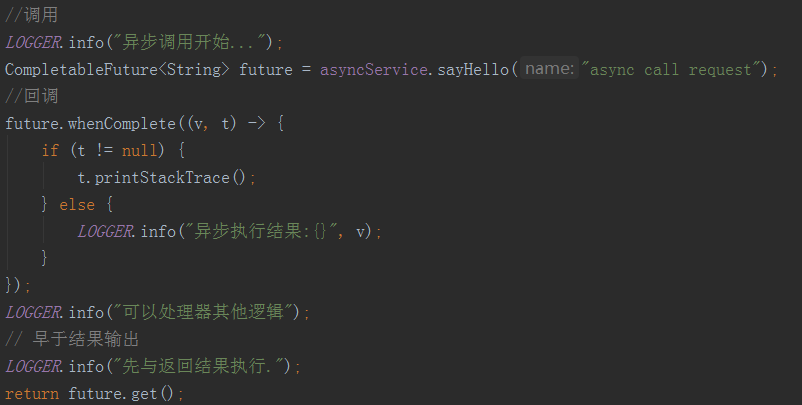 //调用
LOGGER.info("异步调用开始...");
CompletableFuture<String> future = asyncService.sayHello( name: "async call request");
//回调
future.whenComplete((v, t) -> {
    if (t != null) {
        t.printStackTrace();
    } else {
        LOGGER.info("异步执行结果:{}", v);
    }
});
LOGGER.info("可以处理器其他逻辑");
// 早于结果输出
LOGGER.info("先与返回结果执行.");
return future.get();